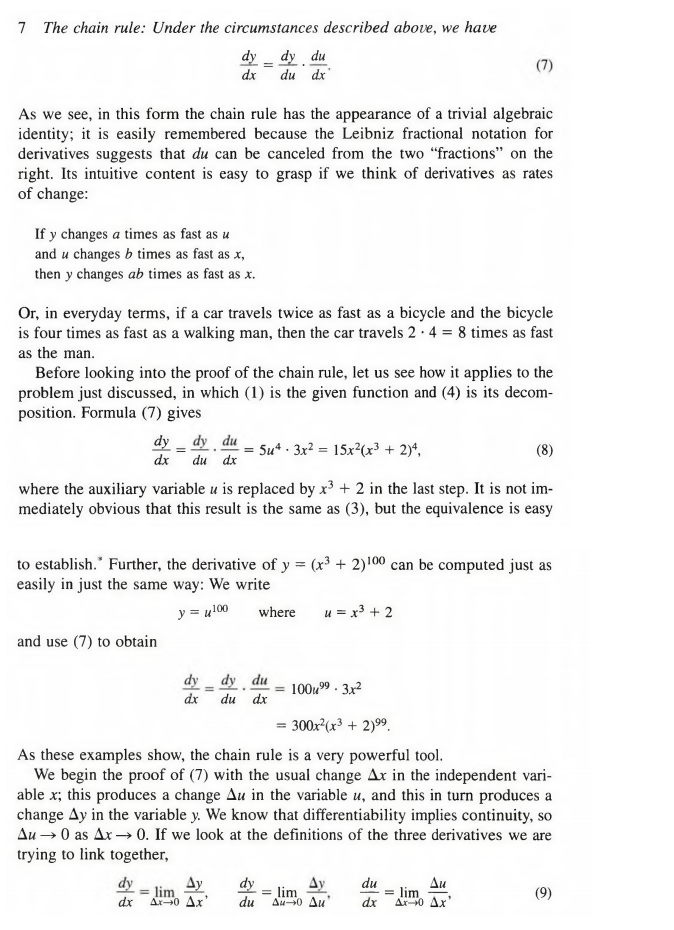 7 The chain rule: Under the circumstances described above, we have
dy/dx = dy/du · du/dx. (7)
As we see, in this form the chain rule has the appearance of a trivial algebraic
identity; it is easily remembered because the Leibniz fractional notation for
derivatives suggests that du can be canceled from the two “fractions” on the
right. Its intuitive content is easy to grasp if we think of derivatives as rates
of change:
If y changes a times as fast as u
and u changes b times as fast as x,
then y changes ab times as fast as x.
Or, in everyday terms, if a car travels twice as fast as a bicycle and the bicycle
is four times as fast as a walking man, then the car travels 2 · 4 = 8 times as fast
as the man.
Before looking into the proof of the chain rule, let us see how it applies to the
problem just discussed, in which (1) is the given function and (4) is its decom-
position. Formula (7) gives
dy/dx = dy/du · du/dx = 5u⁴ · 3x² = 15x²(x³ + 2)⁴, (8)
where the auxiliary variable u is replaced by x³ + 2 in the last step. It is not im-
mediately obvious that this result is the same as (3), but the equivalence is easy
to establish.* Further, the derivative of y = (x³ + 2)¹⁰⁰ can be computed just as
easily in just the same way: We write
y = u¹⁰⁰ where u = x³ + 2
and use (7) to obtain
dy/dx = dy/du · du/dx = 100u⁹⁹ · 3x²
= 300x²(x³ + 2)⁹⁹.
As these examples show, the chain rule is a very powerful tool.
We begin the proof of (7) with the usual change Δx in the independent vari-
able x; this produces a change Δu in the variable u, and this in turn produces a
change Δy in the variable y. We know that differentiability implies continuity, so
Δu → 0 as Δx → 0. If we look at the definitions of the three derivatives we are
trying to link together,
dy/dx = lim Δx→0 Δy/Δx, dy/du = lim Δu→0 Δy/Δu, du/dx = lim Δx→0 Δu/Δx, (9)